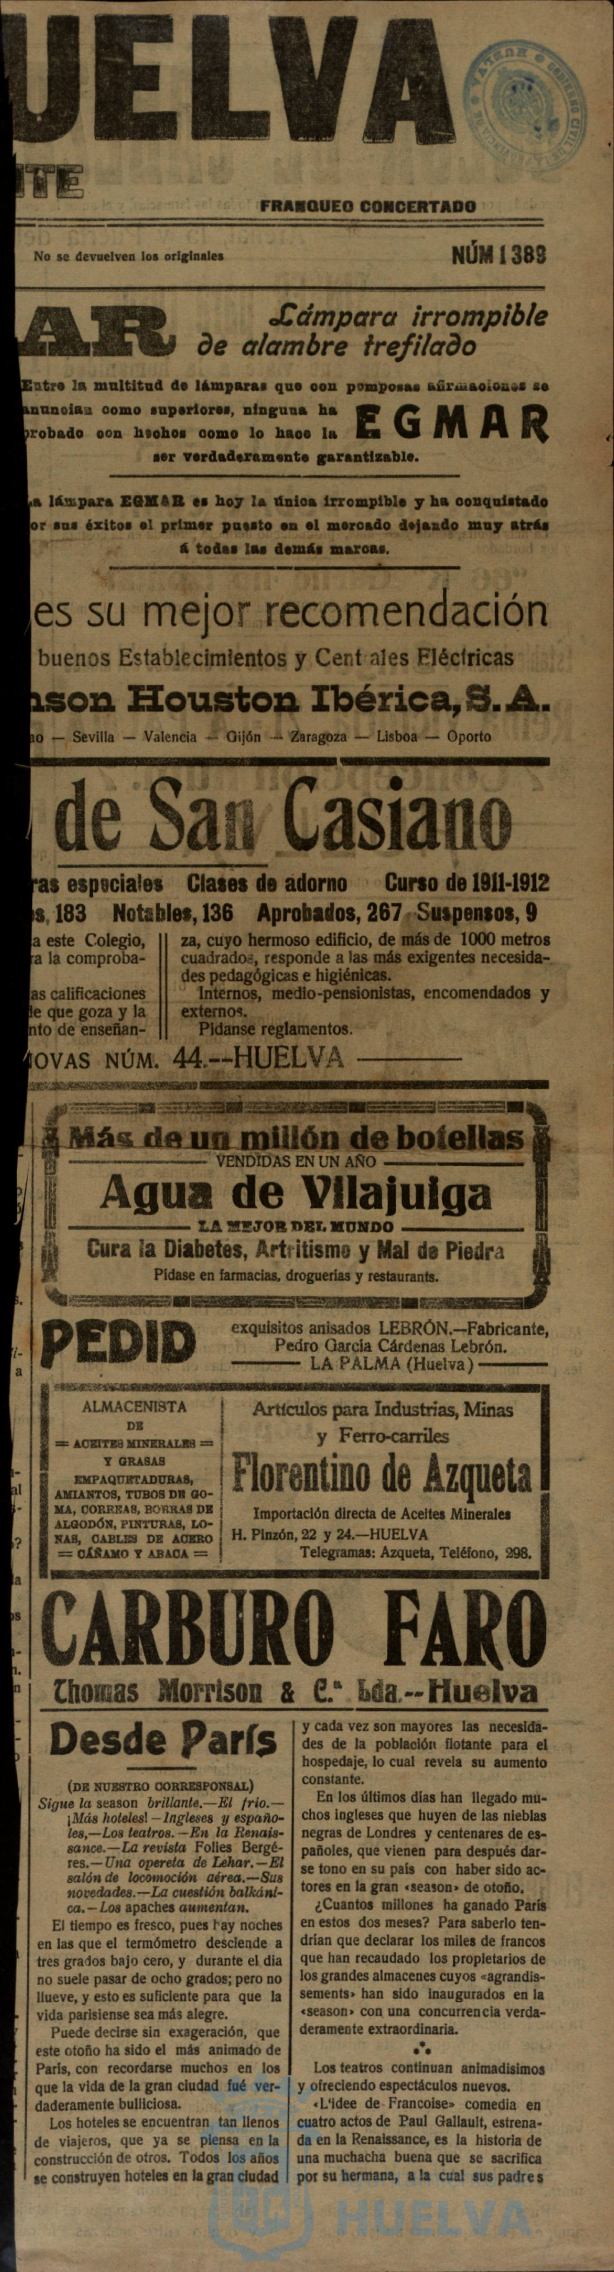 UELVA
NTE
FRANQUEO CONCERTADO
No se devuelven los originales
NÚM 1388
AR
Lámpara irrompible
de alambre trefilado
Entre la multitud de lámparas que con pomposas afirmaciones se
anuncian como superiores, ninguna ha
probado con hechos como lo hace la
EGMAR
ser verdaderamente garantizable.
a lámpara EGMAR es hoy la única irrompible y ha conquistado
or sus éxitos el primer puesto en el mercado dejando muy atrás
á todas las demás marcas.
es su mejor recomendación
buenos Establecimientos y Cent ales Eléctricas
nson Houston Ibérica, S. A.
ao — Sevilla — Valencia — Gijón — Zaragoza — Lisboa — Oporto
de San Casiano
ras especiales Clases de adorno Curso de 1911-1912
s, 183 Notables, 136 Aprobados, 267 Suspensos, 9
a este Colegio,
ra la comproba-
as calificaciones
de que goza y la
nto de enseñan-
za, cuyo hermoso edificio, de más de 1000 metros
cuadrados, responde a las más exigentes necesida-
des pedagógicas e higiénicas.
Internos, medio-pensionistas, encomendados y
externos.
Pídanse reglamentos.
OVAS NÚM. 44.--HUELVA
Más de un millón de botellas
VENDIDAS EN UN AÑO
Agua de Vilajuiga
LA MEJOR DEL MUNDO
Cura la Diabetes, Artritismo y Mal de Piedra
Pídase en farmacias, droguerías y restaurants.
PEDID
exquisitos anisados LEBRÓN.—Fabricante,
Pedro García Cárdenas Lebrón.
LA PALMA (Huelva)
ALMACENISTA
DE
ACEITES MINERALES
Y GRASAS
EMPAQUETADURAS,
AMIANTOS, TUBOS DE GO-
MA, CORREAS, BORRAS DE
ALGODÓN, PINTURAS, LO-
NAS, CABLES DE ACERO
CÁÑAMO Y ABACA
Artículos para Industrias, Minas
y Ferro-carriles
Florentino de Azqueta
Importación directa de Aceites Minerales
H. Pinzón, 22 y 24.—HUELVA
Telegramas: Azqueta, Teléfono, 298.
CARBURO FARO
Thomas Morrison & C.ª Lda.--Huelva
Desde París
(DE NUESTRO CORRESPONSAL)
Sigue la season brillante.—El frío.—
¡Más hoteles!—Ingleses y españo-
les,—Los teatros.—En la Renais-
sance.—La revista Folies Bergé-
res.—Una opereta de Lehar.—El
salón de locomoción aérea.—Sus
novedades.—La cuestión balkáni-
ca.—Los apaches aumentan.
El tiempo es fresco, pues hay noches
en las que el termómetro desciende a
tres grados bajo cero, y durante el día
no suele pasar de ocho grados; pero no
llueve, y esto es suficiente para que la
vida parisiense sea más alegre.
Puede decirse sin exageración, que
este otoño ha sido el más animado de
París, con recordarse muchos en los
que la vida de la gran ciudad fué ver-
daderamente bulliciosa.
Los hoteles se encuentran tan llenos
de viajeros, que ya se piensa en la
construcción de otros. Todos los años
se construyen hoteles en la gran ciudad
y cada vez son mayores las necesida-
des de la población flotante para el
hospedaje, lo cual revela su aumento
constante.
En los últimos días han llegado mu-
chos ingleses que huyen de las nieblas
negras de Londres y centenares de es-
pañoles, que vienen para después dar-
se tono en su país con haber sido ac-
tores en la gran «season» de otoño.
¿Cuantos millones ha ganado París
en estos dos meses? Para saberlo ten-
drían que declarar los miles de francos
que han recaudado los propietarios de
los grandes almacenes cuyos «agrandis-
sements» han sido inaugurados en la
«season» con una concurrencia verda-
deramente extraordinaria.
Los teatros continuan animadísimos
y ofreciendo espectáculos nuevos.
«L'idee de Francoise» comedia en
cuatro actos de Paul Gallault, estrena-
da en la Renaissance, es la historia de
una muchacha buena que se sacrifica
por su hermana, a la cual sus padres
HUELVA